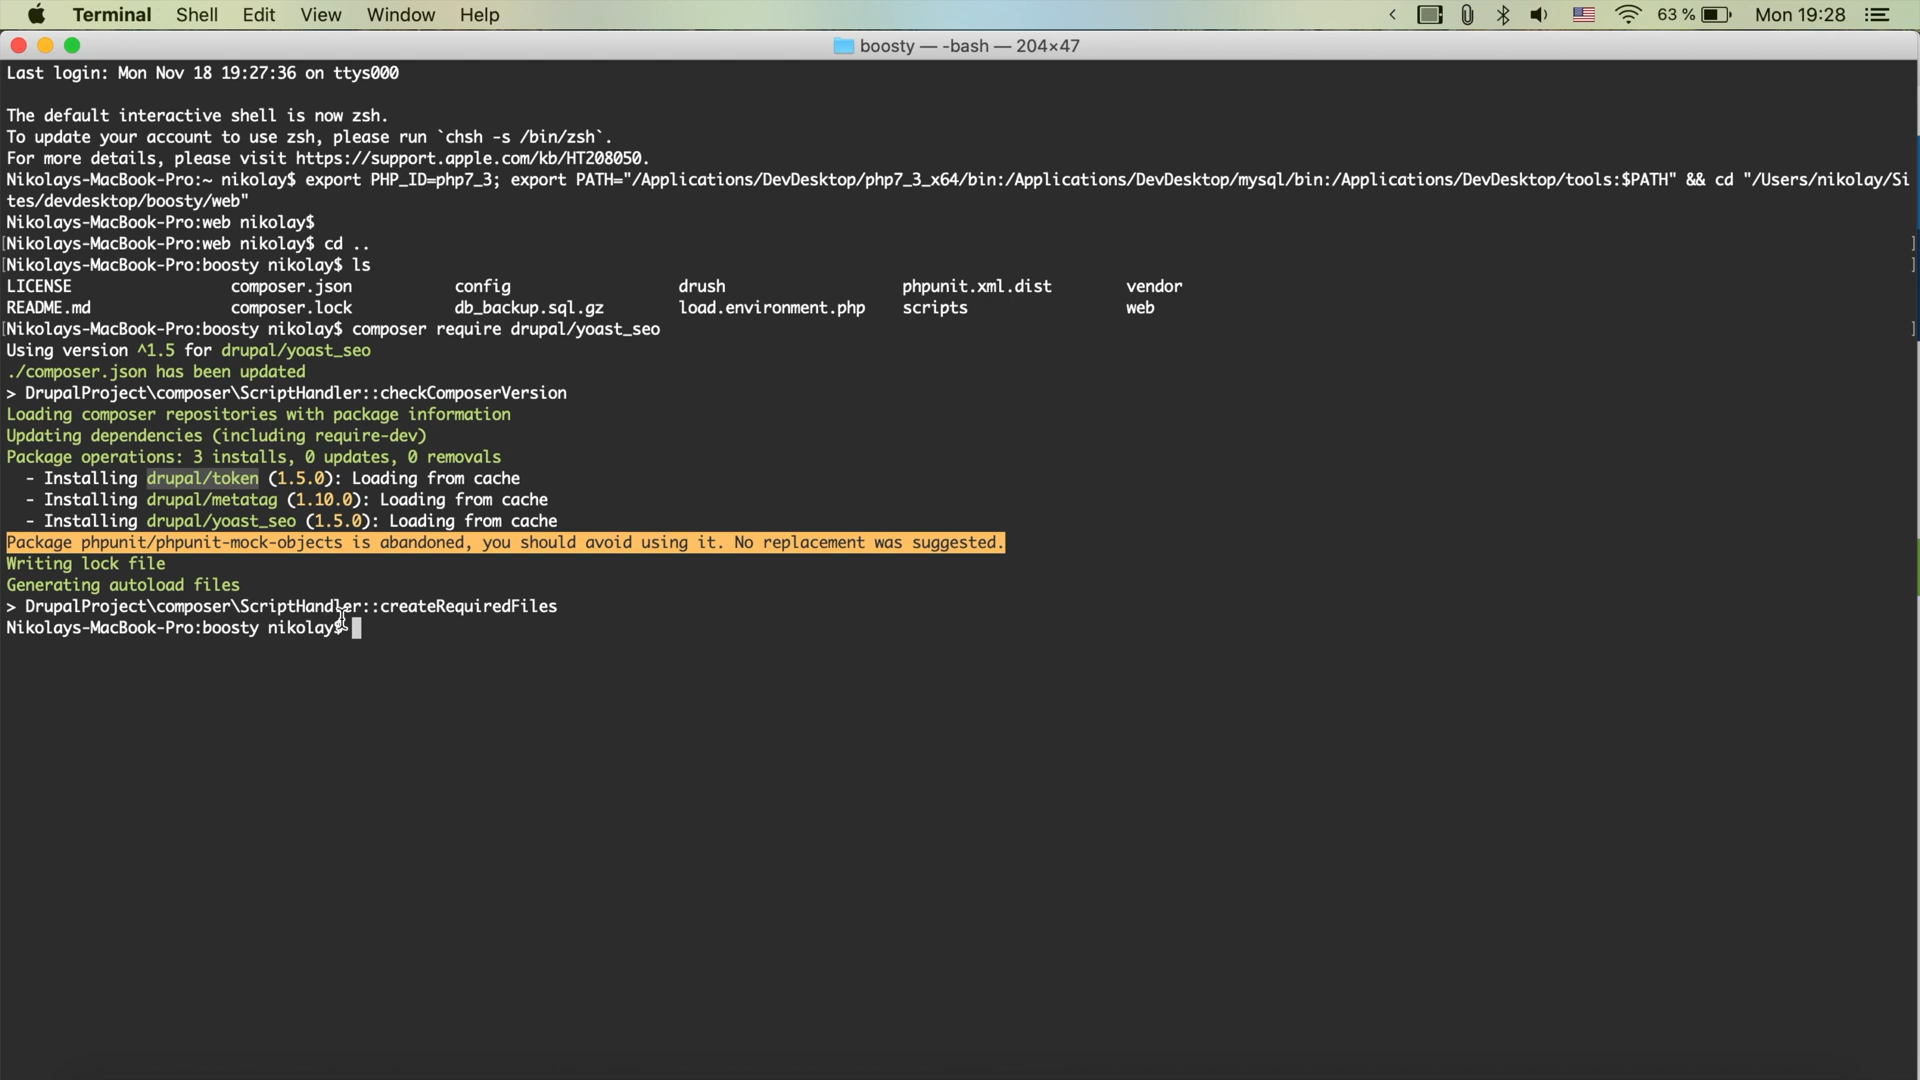 Terminal Shell Edit View Window Help 63 % Mon 19:28
boosty — -bash — 204×47
Last login: Mon Nov 18 19:27:36 on ttys000
The default interactive shell is now zsh.
To update your account to use zsh, please run `chsh -s /bin/zsh`.
For more details, please visit https://support.apple.com/kb/HT208050.
Nikolays-MacBook-Pro:~ nikolay$ export PHP_ID=php7_3; export PATH="/Applications/DevDesktop/php7_3_x64/bin:/Applications/DevDesktop/mysql/bin:/Applications/DevDesktop/tools:$PATH" && cd "/Users/nikolay/Si
tes/devdesktop/boosty/web"
Nikolays-MacBook-Pro:web nikolay$
[Nikolays-MacBook-Pro:web nikolay$ cd .. ]
[Nikolays-MacBook-Pro:boosty nikolay$ ls ]
LICENSE composer.json config drush phpunit.xml.dist vendor
README.md composer.lock db_backup.sql.gz load.environment.php scripts web
[Nikolays-MacBook-Pro:boosty nikolay$ composer require drupal/yoast_seo ]
Using version ^1.5 for drupal/yoast_seo
./composer.json has been updated
> DrupalProject\composer\ScriptHandler::checkComposerVersion
Loading composer repositories with package information
Updating dependencies (including require-dev)
Package operations: 3 installs, 0 updates, 0 removals
- Installing drupal/token (1.5.0): Loading from cache
- Installing drupal/metatag (1.10.0): Loading from cache
- Installing drupal/yoast_seo (1.5.0): Loading from cache
Package phpunit/phpunit-mock-objects is abandoned, you should avoid using it. No replacement was suggested.
Writing lock file
Generating autoload files
> DrupalProject\composer\ScriptHandler::createRequiredFiles
Nikolays-MacBook-Pro:boosty nikolay$